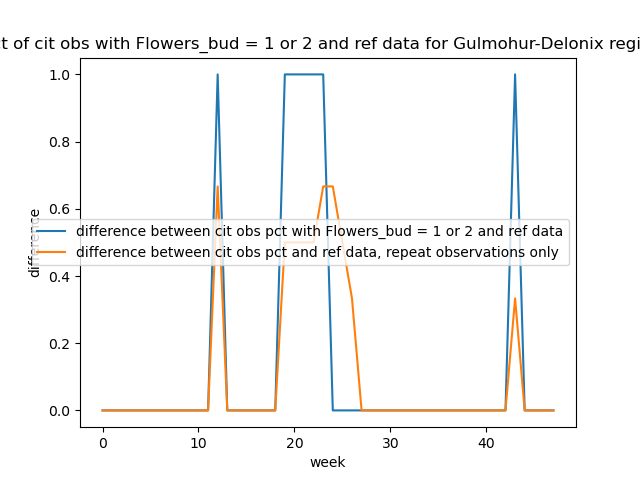 ct of cit obs with Flowers_bud = 1 or 2 and ref data for Gulmohur-Delonix regi
1.0
0.8
0.6
0.4
0.2
0.0
difference
difference between cit obs pct with Flowers_bud = 1 or 2 and ref data
difference between cit obs pct and ref data, repeat observations only
0 10 20 30 40
week